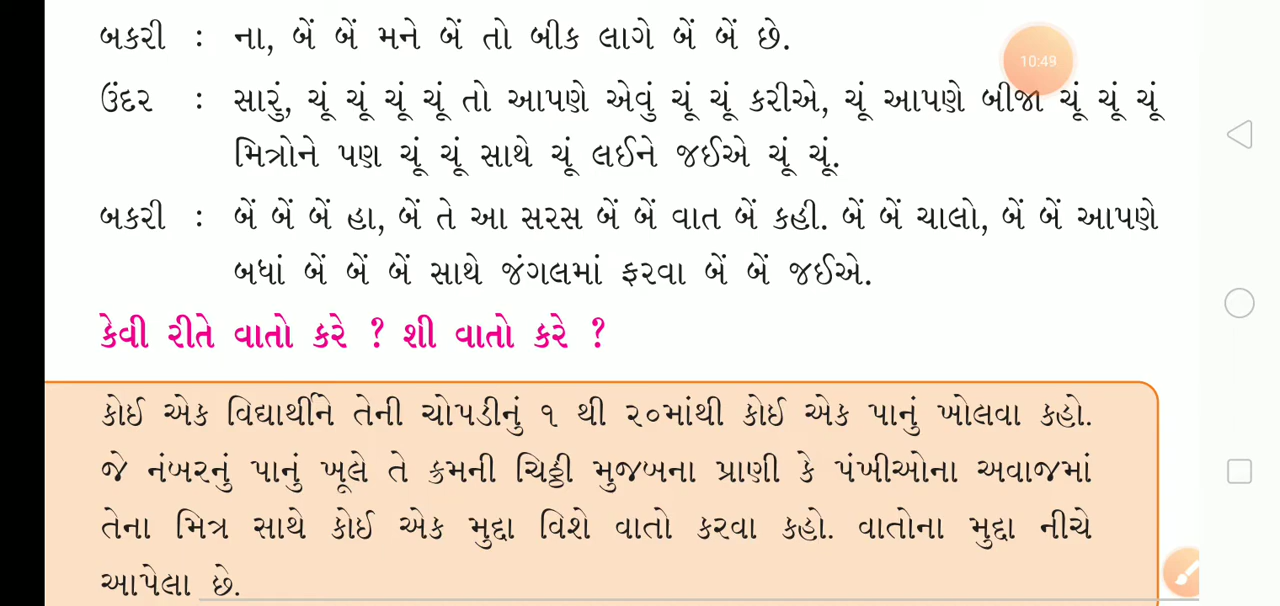 બકરી : ના, બેં બેં મને બેં તો બીક લાગે બેં બેં છે.
10:49
ઉંદર : સારું, ચૂં ચૂં ચૂં ચૂં તો આપણે એવું ચૂં ચૂં કરીએ, ચૂં આપણે બીજા ચૂં ચૂં ચૂં
મિત્રોને પણ ચૂં ચૂં સાથે ચૂં લઈને જઈએ ચૂં ચૂં.
બકરી : બેં બેં બેં હા, બેં તે આ સરસ બેં બેં વાત બેં કહી. બેં બેં ચાલો, બેં બેં આપણે
બધાં બેં બેં બેં સાથે જંગલમાં ફરવા બેં બેં જઈએ.
કેવી રીતે વાતો કરે ? શી વાતો કરે ?
કોઈ એક વિદ્યાર્થીને તેની ચોપડીનું ૧ થી ૨૦માંથી કોઈ એક પાનું ખોલવા કહો.
જે નંબરનું પાનું ખૂલે તે ક્રમની ચિઠ્ઠી મુજબના પ્રાણી કે પંખીઓના અવાજમાં
તેના મિત્ર સાથે કોઈ એક મુદ્દા વિશે વાતો કરવા કહો. વાતોના મુદ્દા નીચે
આપેલા છે.